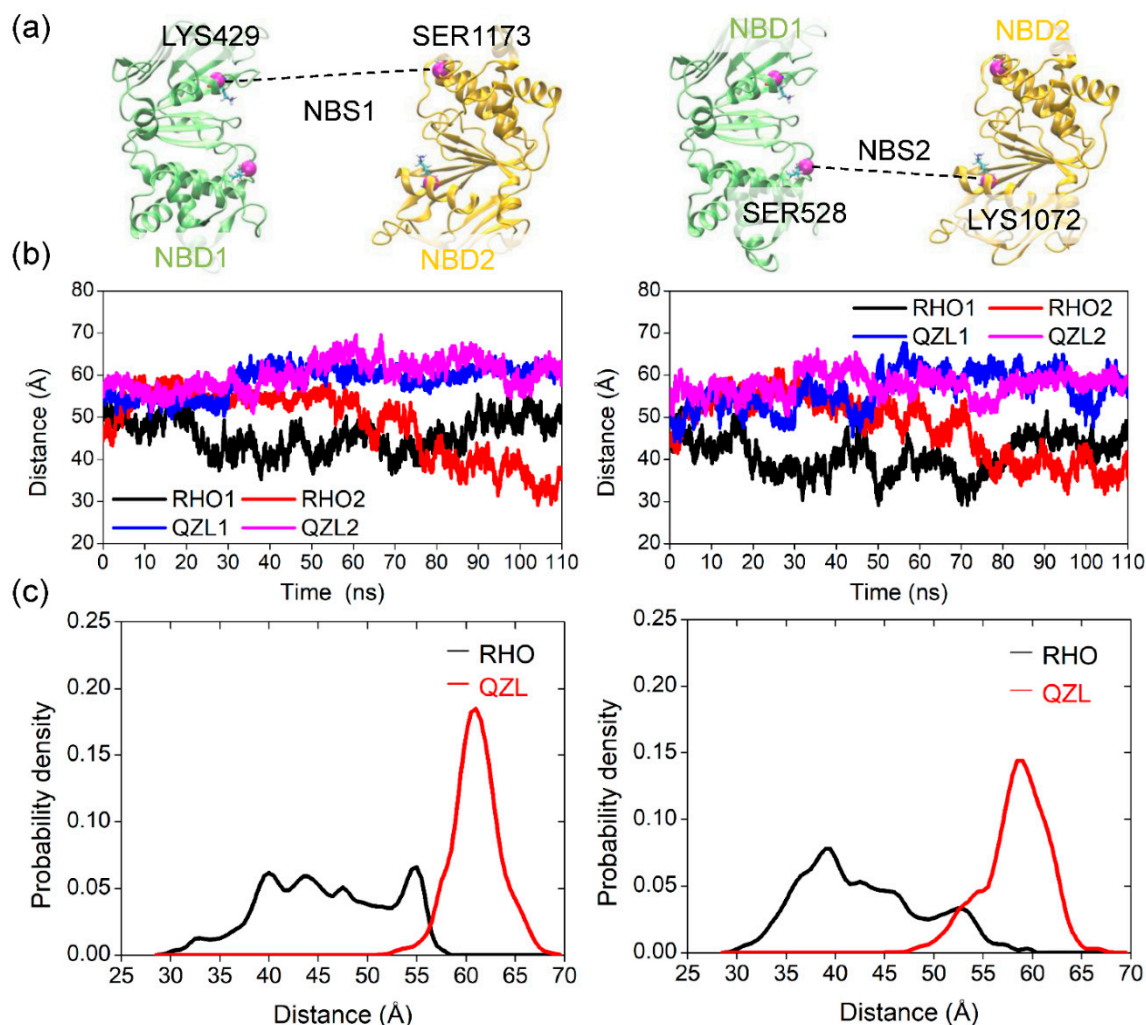 (a)
LYS429 SER1173
NBS1
NBD1 NBD2
NBD1 NBD2
NBS2
SER528 LYS1072
(b)
80
70
60
50
40
30
20
Distance (Å)
RHO1 RHO2
QZL1 QZL2
0 10 20 30 40 50 60 70 80 90 100 110
Time (ns)
80
70
60
50
40
30
20
Distance (Å)
RHO1 RHO2
QZL1 QZL2
0 10 20 30 40 50 60 70 80 90 100 110
Time (ns)
(c)
0.25
0.20
0.15
0.10
0.05
0.00
Probability density
RHO
QZL
25 30 35 40 45 50 55 60 65 70
Distance (Å)
0.25
0.20
0.15
0.10
0.05
0.00
Probability density
RHO
QZL
25 30 35 40 45 50 55 60 65 70
Distance (Å)